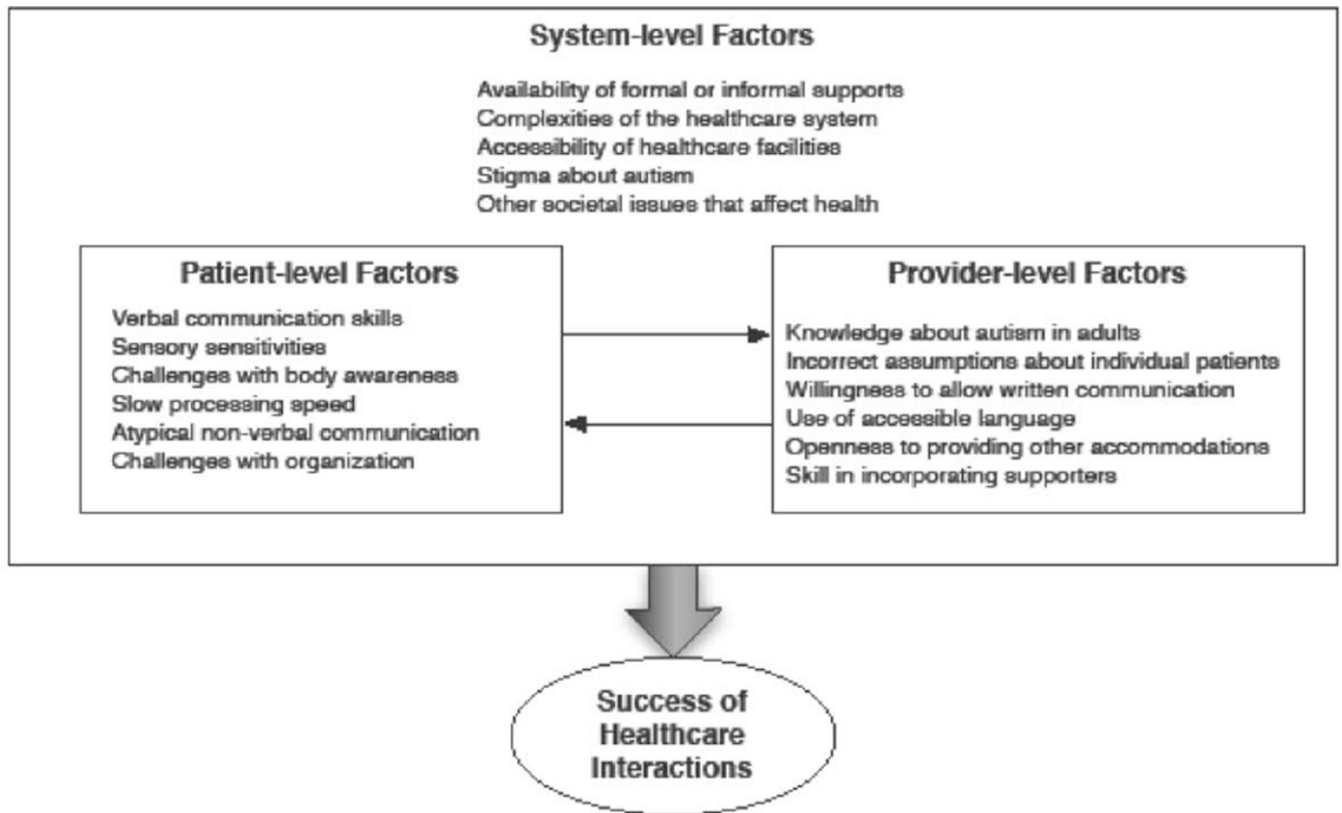 System-level Factors
Availability of formal or informal supports
Complexities of the healthcare system
Accessibility of healthcare facilities
Stigma about autism
Other societal issues that affect health
Patient-level Factors
Verbal communication skills
Sensory sensitivities
Challenges with body awareness
Slow processing speed
Atypical non-verbal communication
Challenges with organization
Provider-level Factors
Knowledge about autism in adults
Incorrect assumptions about individual patients
Willingness to allow written communication
Use of accessible language
Openness to providing other accommodations
Skill in incorporating supporters
Success of
Healthcare
Interactions